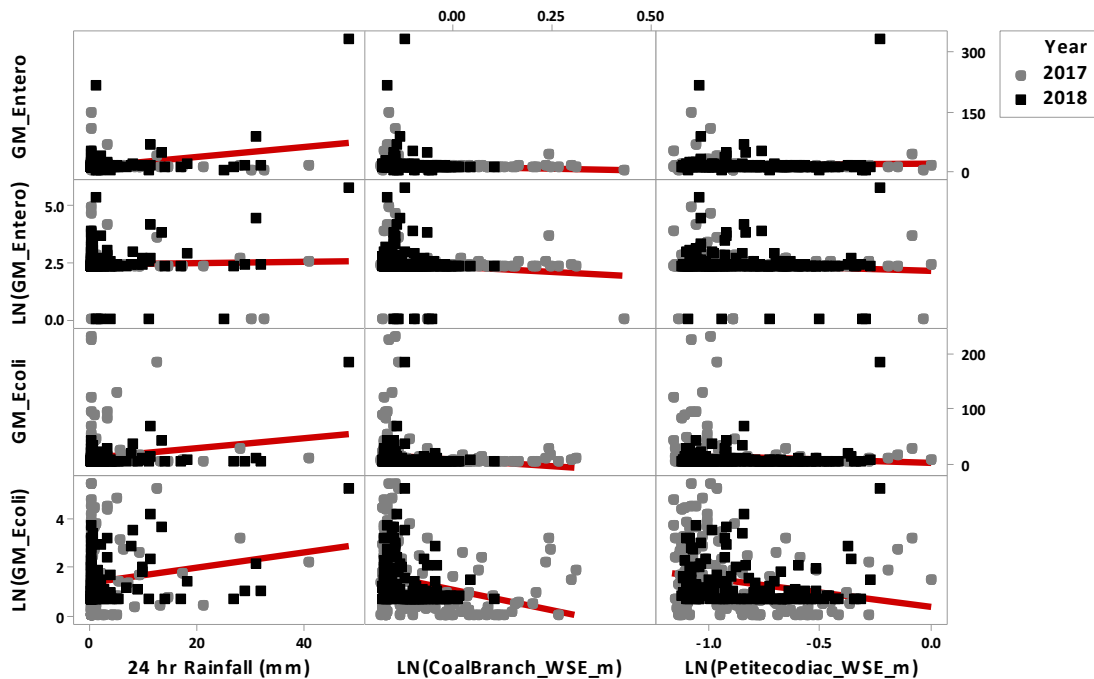 0.00 0.25 0.50
Year
2017
2018
GM_Entero
300
150
0
LN(GM_Entero)
5.0
2.5
0.0
GM_Ecoli
200
100
0
LN(GM_Ecoli)
4
2
0
0 20 40
-1.0 -0.5 0.0
24 hr Rainfall (mm)
LN(CoalBranch_WSE_m)
LN(Petitecodiac_WSE_m)